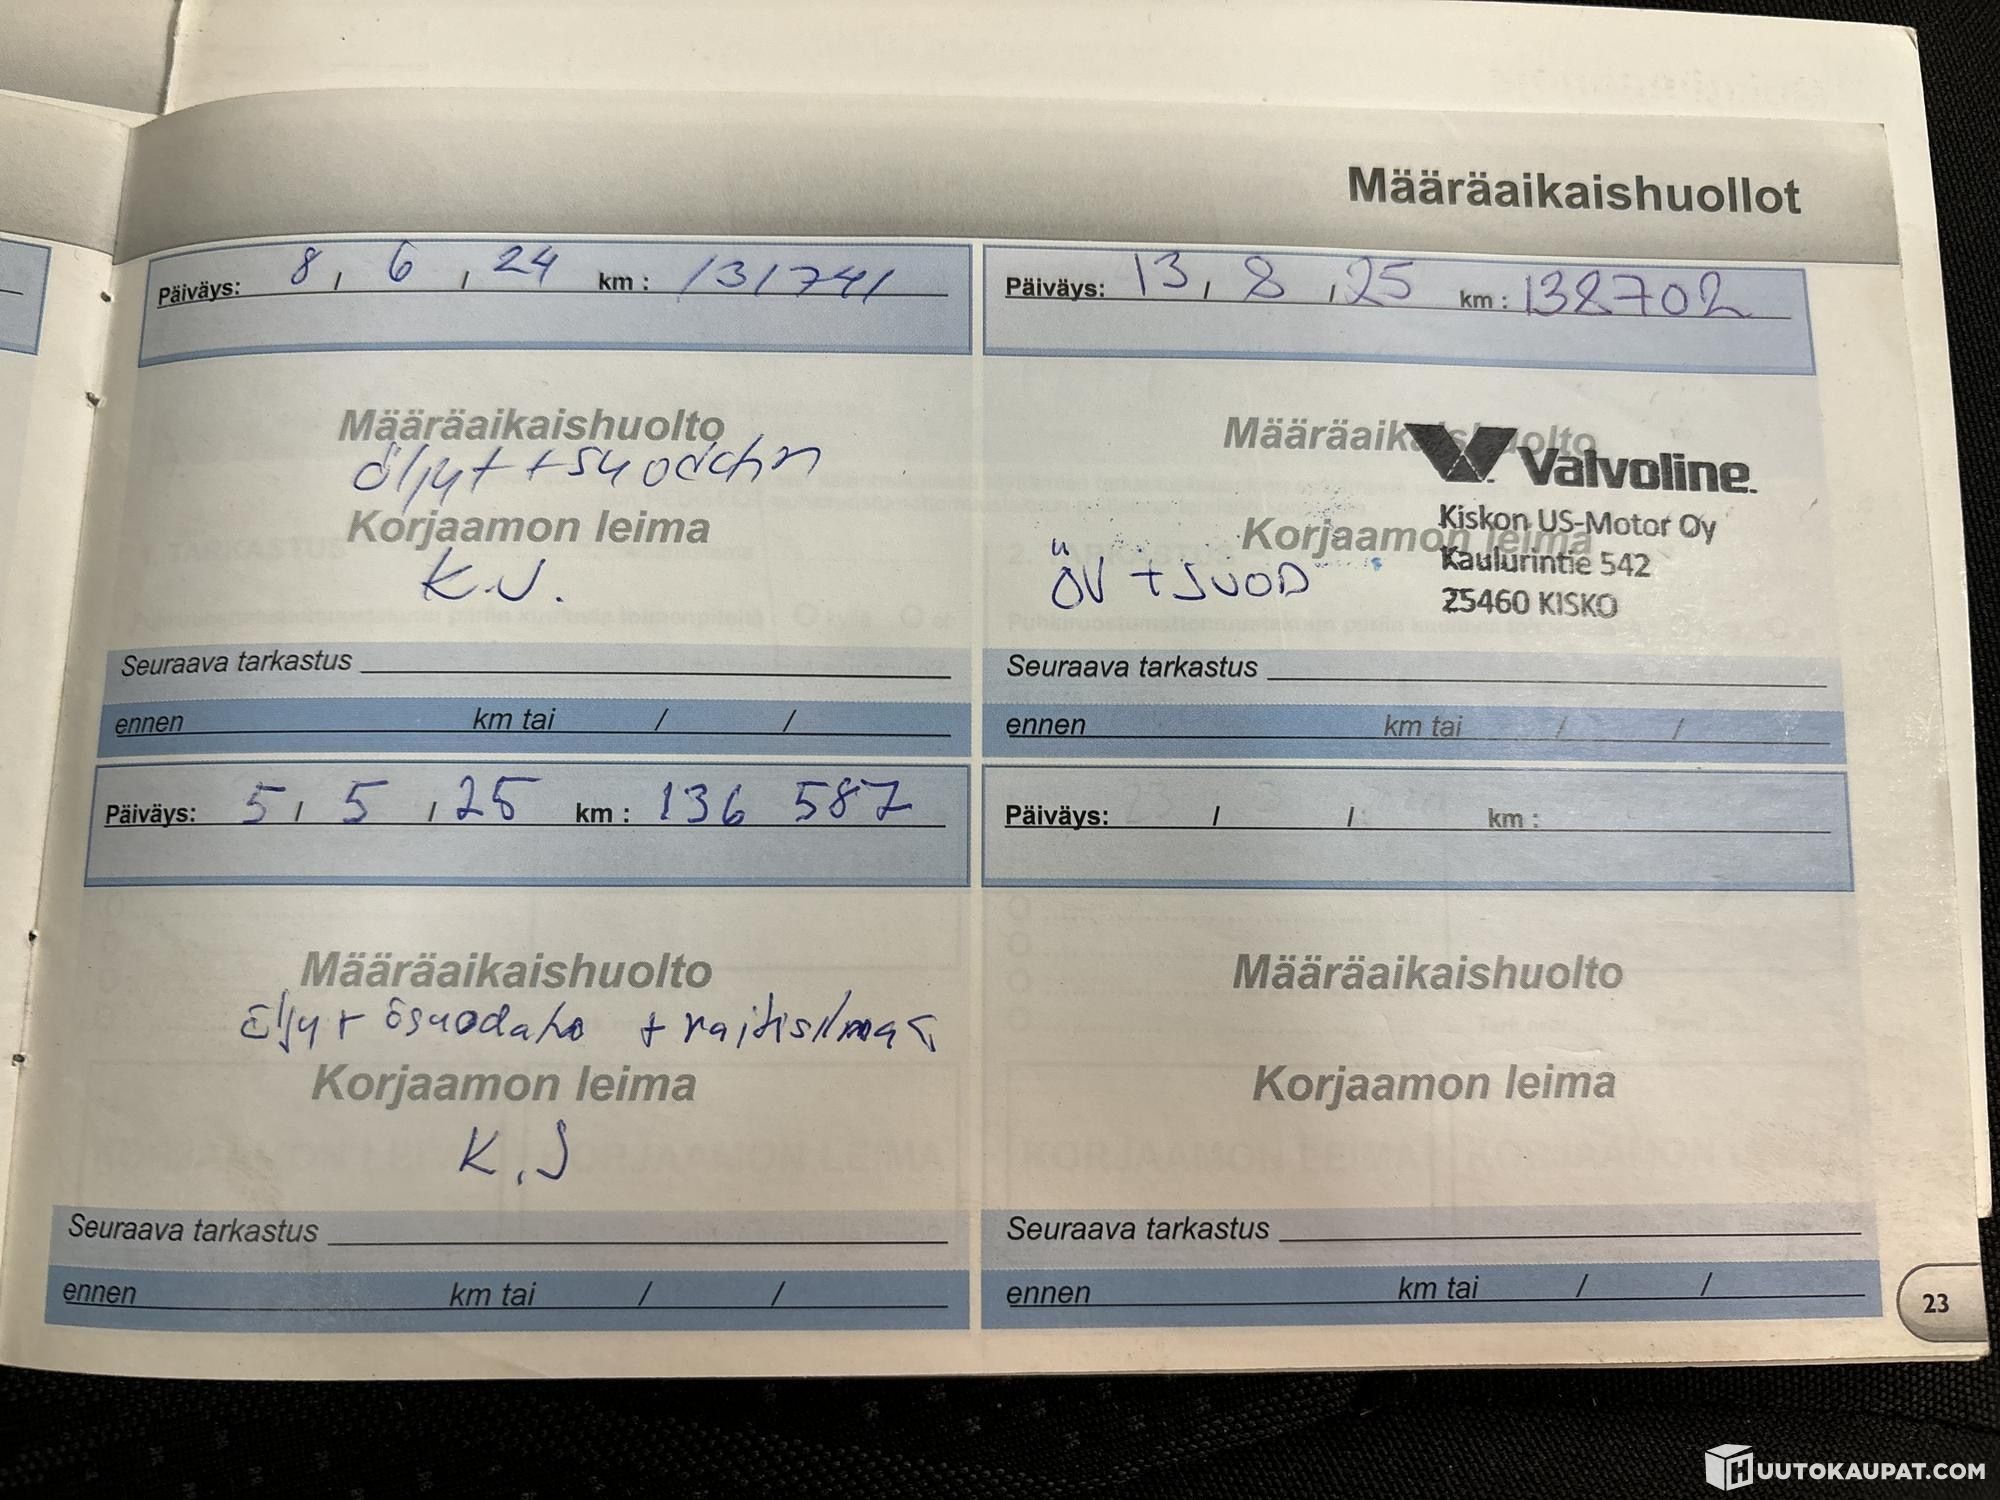 Määräaikaishuollot
Päiväys: 8 / 6 / 24 km : 131741
Määräaikaishuolto
öljyt + suodatin
Korjaamon leima
K.J.
Seuraava tarkastus
ennen km tai / /
Päiväys: 13 / 8 / 25 km : 138702
Määräaikaishuolto
Valvoline
Korjaamon leima
Kiskon US-Motor Oy
Kaulurintie 542
25460 KISKO
ÖV + SUOD
Seuraava tarkastus
ennen km tai / /
Päiväys: 5 / 5 / 25 km : 136 587
Määräaikaishuolto
öljyt ösuodatin + raitisilma
Korjaamon leima
K.J
Seuraava tarkastus
ennen km tai / /
Päiväys: / / km :
Määräaikaishuolto
Korjaamon leima
Seuraava tarkastus
ennen km tai / /
23
HUUTOKAUPAT.COM